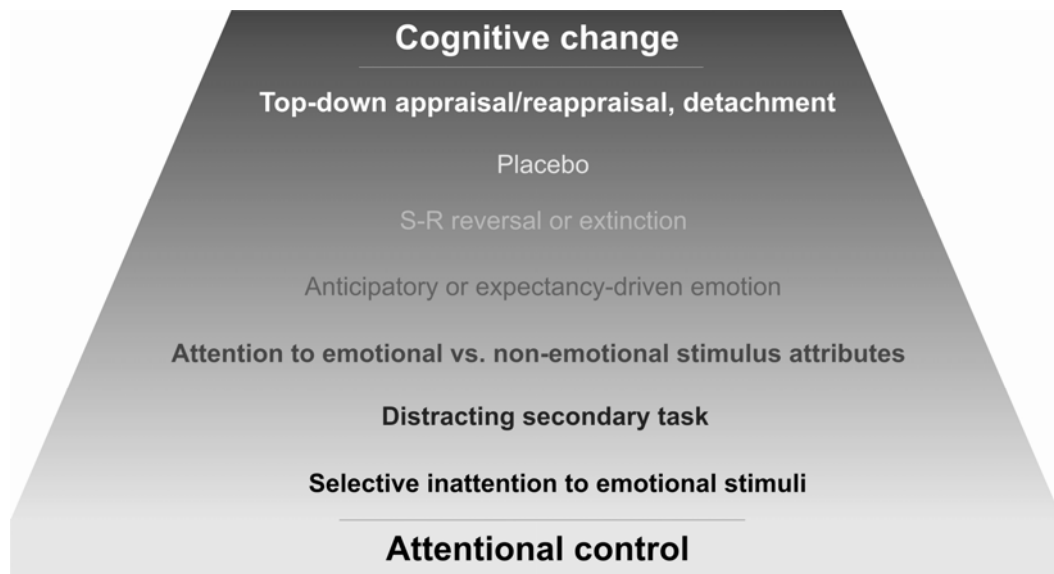 Cognitive change
Top-down appraisal/reappraisal, detachment
Placebo
S-R reversal or extinction
Anticipatory or expectancy-driven emotion
Attention to emotional vs. non-emotional stimulus attributes
Distracting secondary task
Selective inattention to emotional stimuli
Attentional control